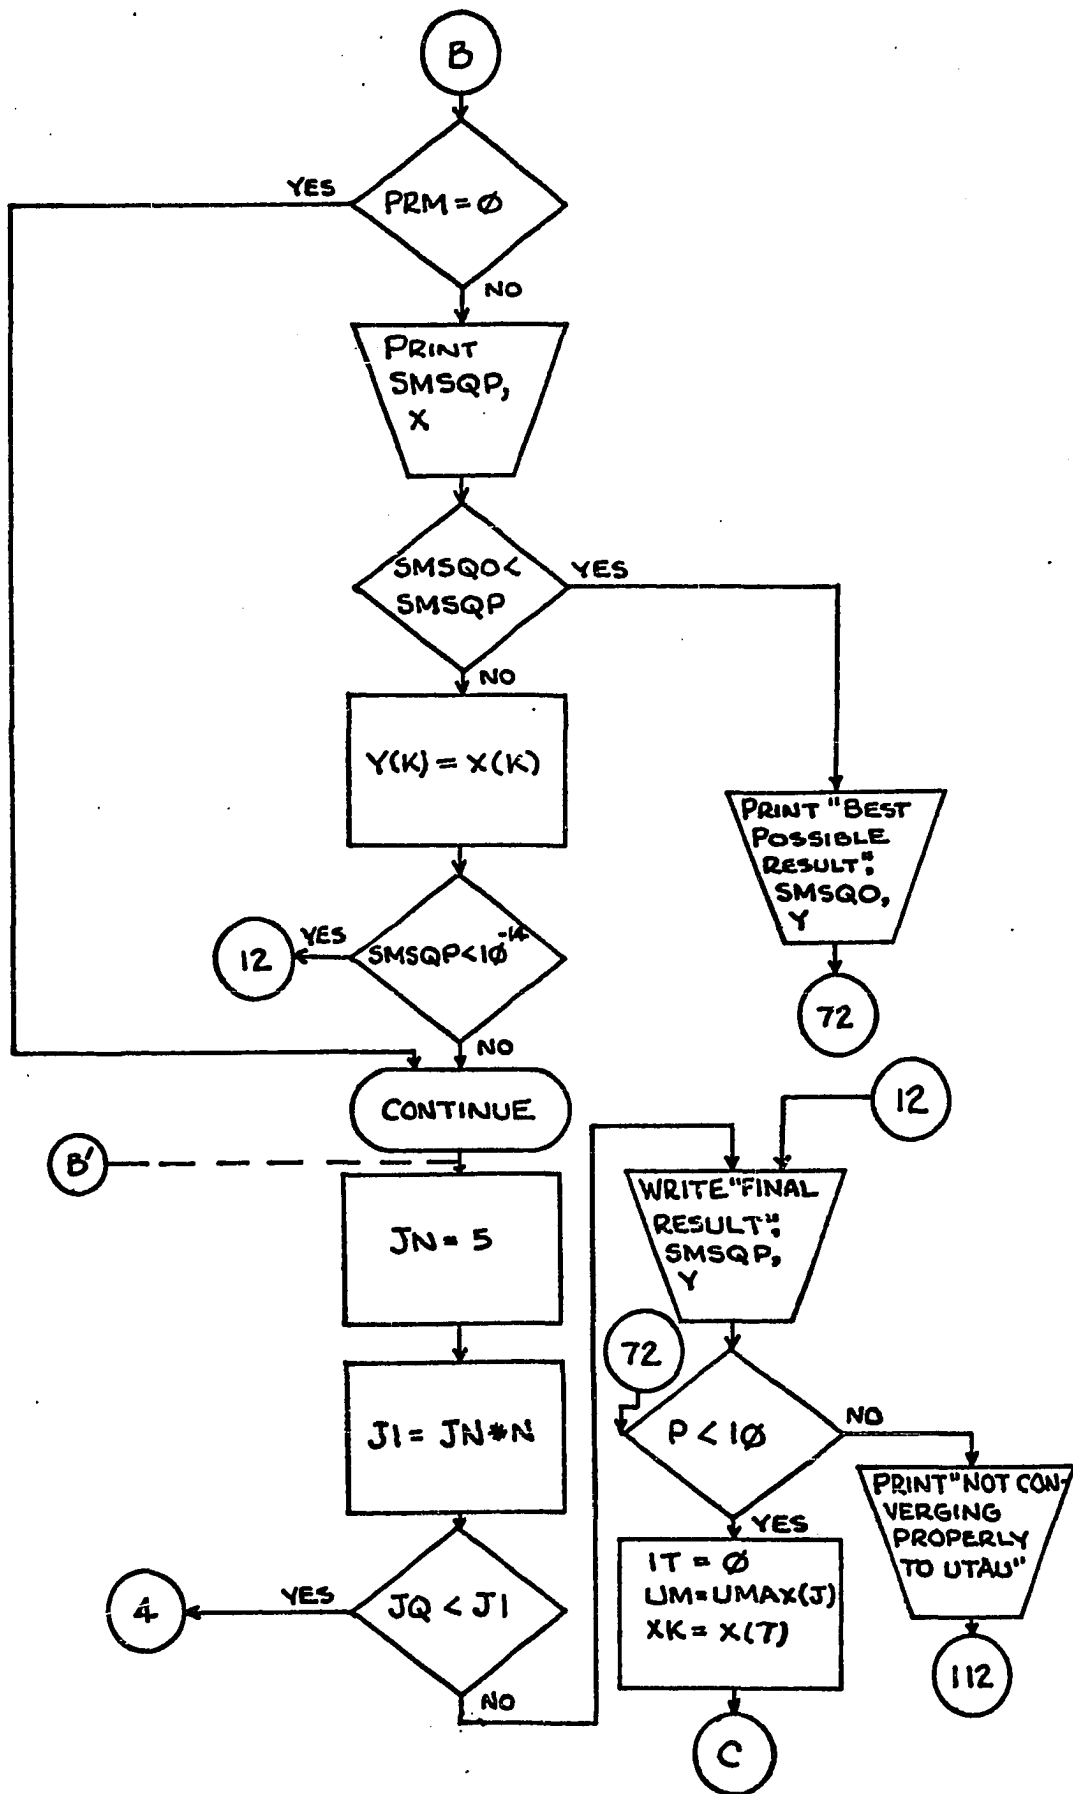 B
YES
PRM = Ø
NO
PRINT
SMSQP,
X
SMSQO <
SMSQP
YES
NO
Y(K) = X(K)
PRINT "BEST
POSSIBLE
RESULT",
SMSQO,
Y
72
12
YES
SMSQP < 1Ø^-14
NO
CONTINUE
12
B'
JN = 5
WRITE "FINAL
RESULT",
SMSQP,
Y
72
J1 = JN*N
P < 1Ø
NO
PRINT "NOT CON-
VERGING
PROPERLY
TO UTAU"
YES
4
YES
JQ < J1
NO
IT = Ø
UM = UMAX(J)
XK = X(7)
112
C